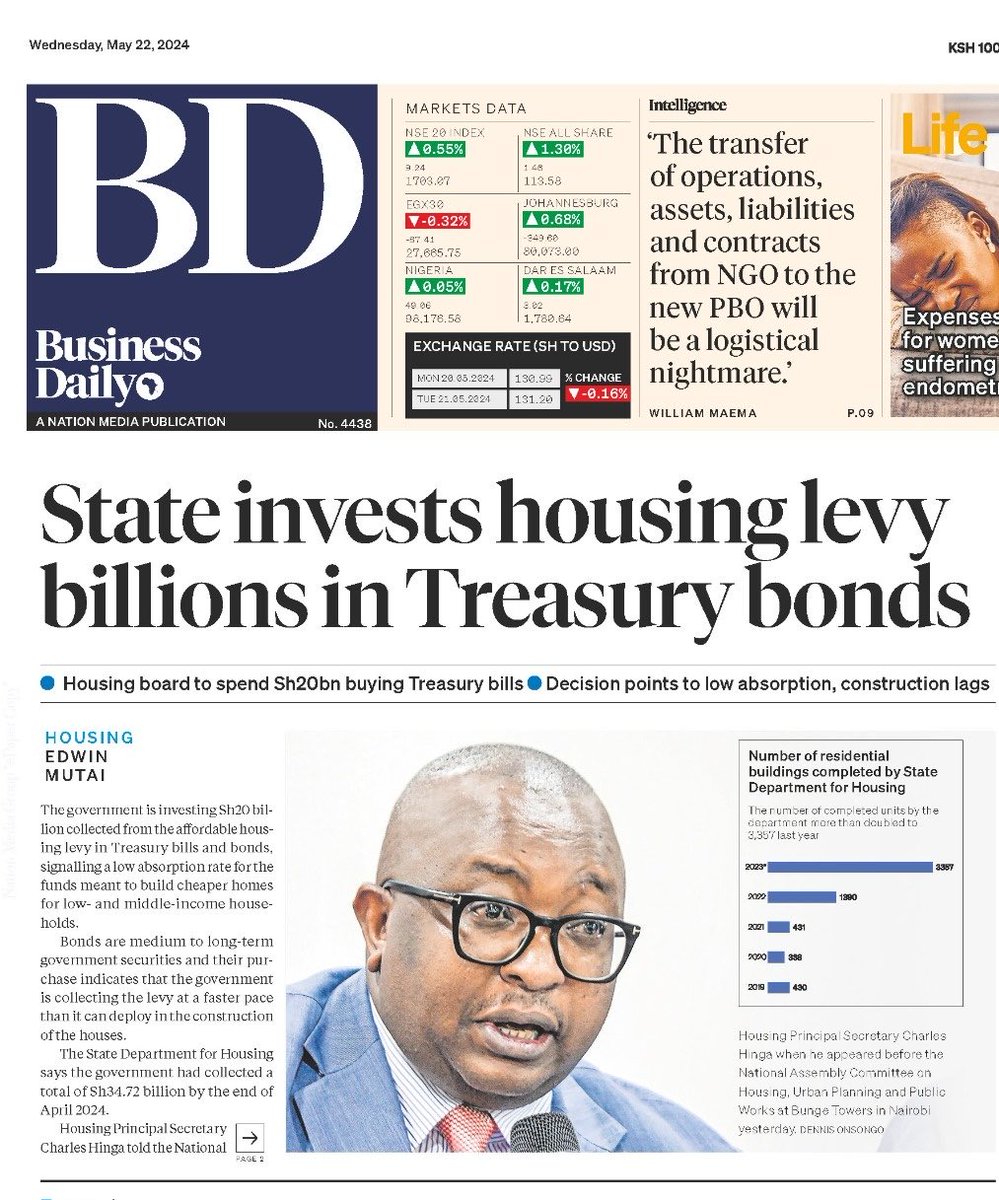 Wednesday, May 22, 2024
KSH 100
BD
Business
Daily
A NATION MEDIA PUBLICATION
No. 4438
MARKETS DATA
NSE 20 INDEX
▲0.55%
9.24
1703.07
NSE ALL SHARE
▲1.30%
1.46
113.58
EGX30
▼-0.32%
-87.41
27,665.75
JOHANNESBURG
▲0.68%
-349.60
80,073.00
NIGERIA
▲0.05%
49.06
98,176.58
DAR ES SALAAM
▲0.17%
3.02
1,780.64
EXCHANGE RATE (SH TO USD)
MON 20.05.2024 130.99
TUE 21.05.2024 131.20
% CHANGE
▼-0.16%
Intelligence
‘The transfer
of operations,
assets, liabilities
and contracts
from NGO to the
new PBO will
be a logistical
nightmare.’
WILLIAM MAEMA P.09
Life
Expenses
for wome
suffering
endomet
State invests housing levy
billions in Treasury bonds
● Housing board to spend Sh20bn buying Treasury bills ● Decision points to low absorption, construction lags
HOUSING
EDWIN
MUTAI
The government is investing Sh20 bil-
lion collected from the affordable hous-
ing levy in Treasury bills and bonds,
signalling a low absorption rate for the
funds meant to build cheaper homes
for low- and middle-income house-
holds.
Bonds are medium to long-term
government securities and their pur-
chase indicates that the government
is collecting the levy at a faster pace
than it can deploy in the construction
of the houses.
The State Department for Housing
says the government had collected a
total of Sh34.72 billion by the end of
April 2024.
Housing Principal Secretary
Charles Hinga told the National
→
PAGE 2
Number of residential
buildings completed by State
Department for Housing
The number of completed units by the
department more than doubled to
3,357 last year
2023* 3357
2022 1390
2021 431
2020 338
2019 430
Housing Principal Secretary Charles
Hinga when he appeared before the
National Assembly Committee on
Housing, Urban Planning and Public
Works at Bunge Towers in Nairobi
yesterday. DENNIS ONSONGO